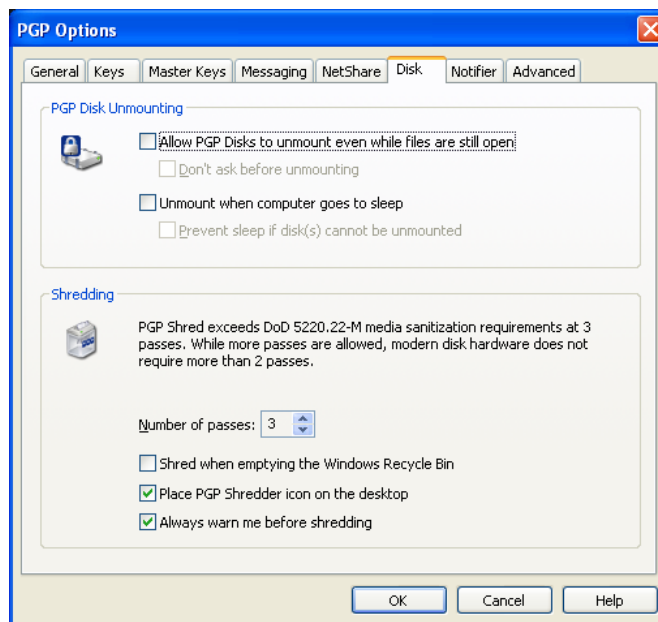 PGP Options
General Keys Master Keys Messaging NetShare Disk Notifier Advanced
PGP Disk Unmounting
Allow PGP Disks to unmount even while files are still open
Don't ask before unmounting
Unmount when computer goes to sleep
Prevent sleep if disk(s) cannot be unmounted
Shredding
PGP Shred exceeds DoD 5220.22-M media sanitization requirements at 3
passes. While more passes are allowed, modern disk hardware does not
require more than 2 passes.
Number of passes: 3
Shred when emptying the Windows Recycle Bin
Place PGP Shredder icon on the desktop
Always warn me before shredding
OK Cancel Help